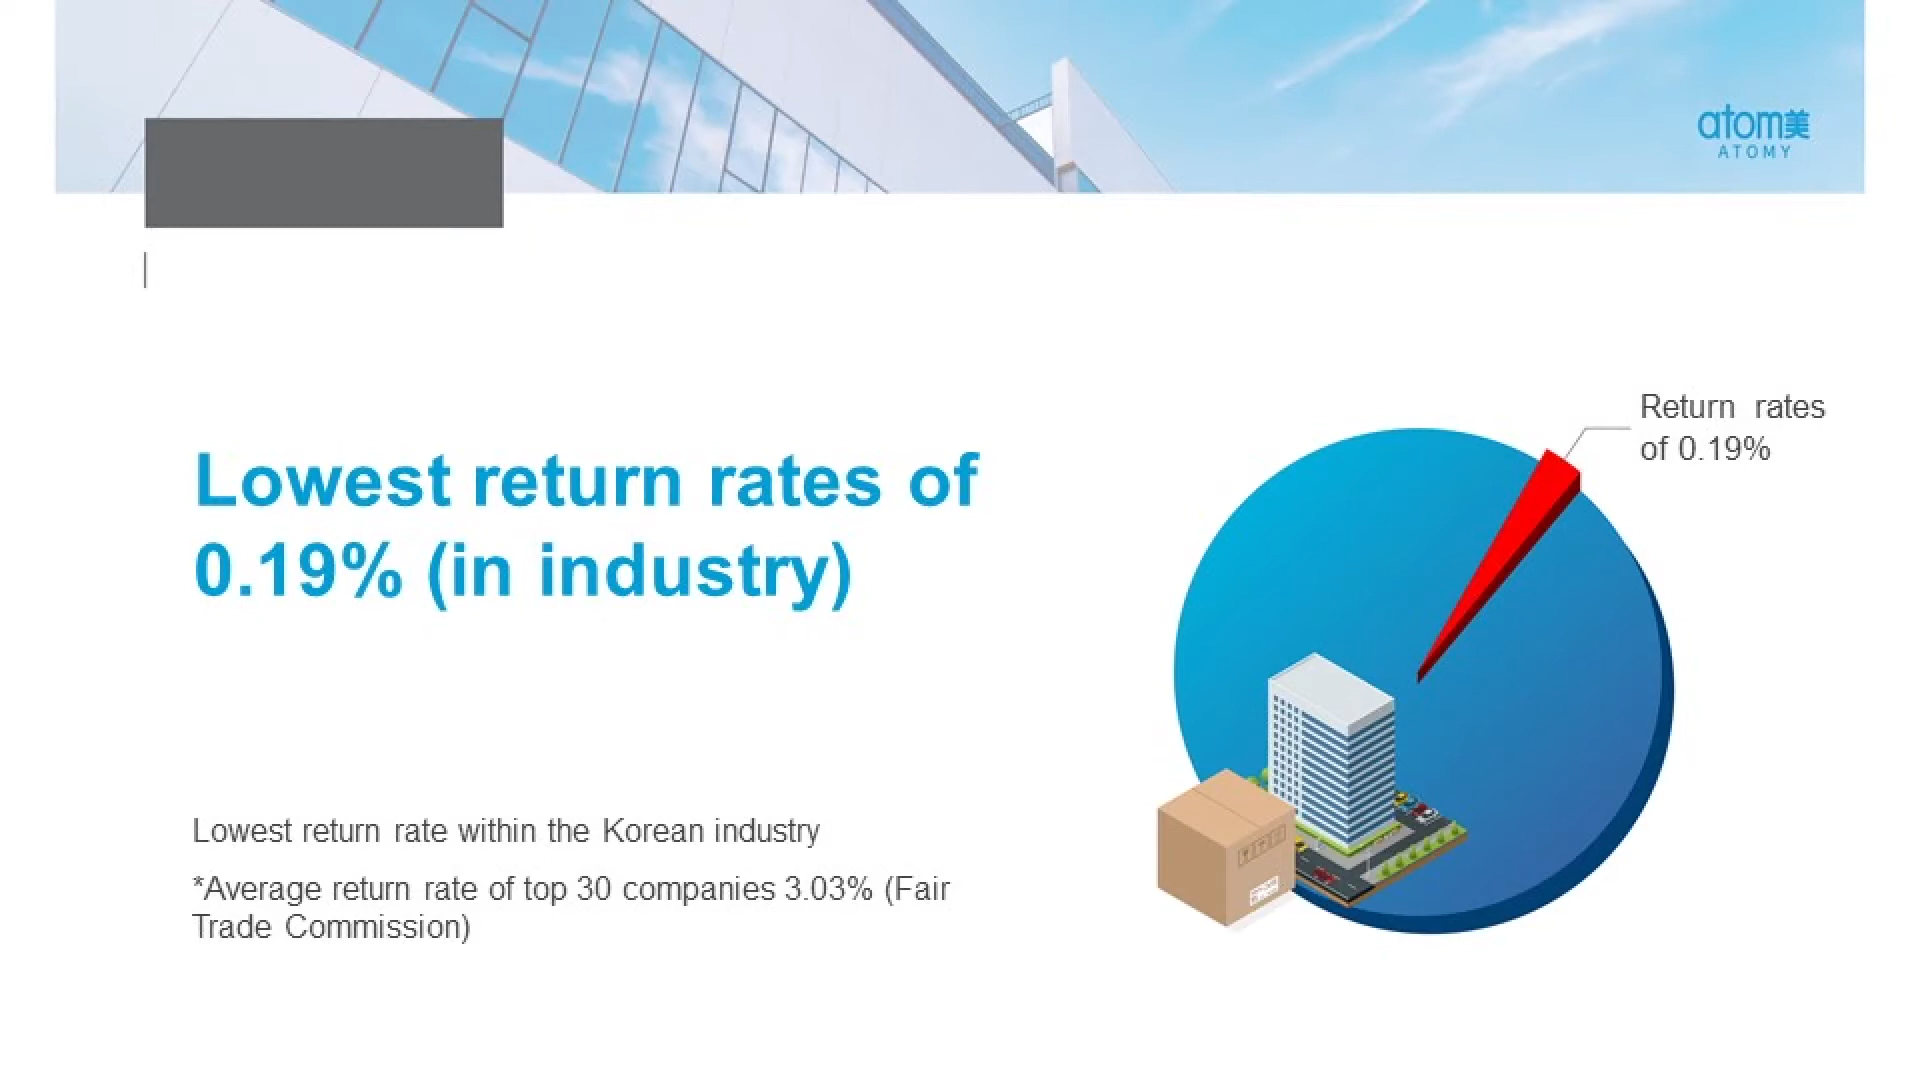 atom美
ATOMY
Return rates
of 0.19%
Lowest return rates of
0.19% (in industry)
Lowest return rate within the Korean industry
*Average return rate of top 30 companies 3.03% (Fair
Trade Commission)